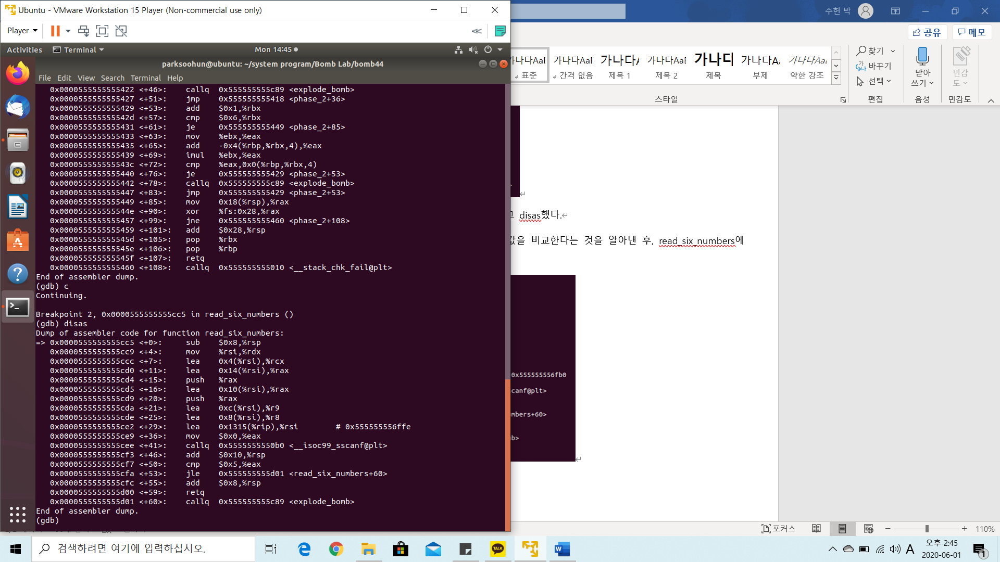 Ubuntu - VMware Workstation 15 Player (Non-commercial use only)
수헌 박
Player
공유
메모
Activities
Terminal
Mon 14:45
parksoohun@ubuntu: ~/system program/Bomb Lab/bomb44
File Edit View Search Terminal Help
0x0000555555555422 <+46>: callq 0x555555555c89 <explode_bomb>
0x0000555555555427 <+51>: jmp 0x555555555418 <phase_2+36>
0x0000555555555429 <+53>: add $0x1,%rbx
0x000055555555542d <+57>: cmp $0x6,%rbx
0x0000555555555431 <+61>: je 0x555555555449 <phase_2+85>
0x0000555555555433 <+63>: mov %ebx,%eax
0x0000555555555435 <+65>: add -0x4(%rbp,%rbx,4),%eax
0x0000555555555439 <+69>: imul %ebx,%eax
0x000055555555543c <+72>: cmp %eax,0x0(%rbp,%rbx,4)
0x0000555555555440 <+76>: je 0x555555555429 <phase_2+53>
0x0000555555555442 <+78>: callq 0x555555555c89 <explode_bomb>
0x0000555555555447 <+83>: jmp 0x555555555429 <phase_2+53>
0x0000555555555449 <+85>: mov 0x18(%rsp),%rax
0x000055555555544e <+90>: xor %fs:0x28,%rax
0x0000555555555457 <+99>: jne 0x555555555460 <phase_2+108>
0x0000555555555459 <+101>: add $0x28,%rsp
0x000055555555545d <+105>: pop %rbx
0x000055555555545e <+106>: pop %rbp
0x000055555555545f <+107>: retq
0x0000555555555460 <+108>: callq 0x555555555010 <__stack_chk_fail@plt>
End of assembler dump.
(gdb) c
Continuing.
Breakpoint 2, 0x0000555555555cc5 in read_six_numbers ()
(gdb) disas
Dump of assembler code for function read_six_numbers:
=> 0x0000555555555cc5 <+0>: sub $0x8,%rsp
0x0000555555555cc9 <+4>: mov %rsi,%rdx
0x0000555555555ccc <+7>: lea 0x4(%rsi),%rcx
0x0000555555555cd0 <+11>: lea 0x14(%rsi),%rax
0x0000555555555cd4 <+15>: push %rax
0x0000555555555cd5 <+16>: lea 0x10(%rsi),%rax
0x0000555555555cd9 <+20>: push %rax
0x0000555555555cda <+21>: lea 0xc(%rsi),%r9
0x0000555555555cde <+25>: lea 0x8(%rsi),%r8
0x0000555555555ce2 <+29>: lea 0x1315(%rip),%rsi # 0x555555556ffe
0x0000555555555ce9 <+36>: mov $0x0,%eax
0x0000555555555cee <+41>: callq 0x5555555550b0 <__isoc99_sscanf@plt>
0x0000555555555cf3 <+46>: add $0x10,%rsp
0x0000555555555cf7 <+50>: cmp $0x5,%eax
0x0000555555555cfa <+53>: jle 0x555555555d01 <read_six_numbers+60>
0x0000555555555cfc <+55>: add $0x8,%rsp
0x0000555555555d00 <+59>: retq
0x0000555555555d01 <+60>: callq 0x555555555c89 <explode_bomb>
End of assembler dump.
(gdb)
가나다AaB 가나다AaB 가나다A 가나다AaB 가나다 가나다A 가나다AaB
표준 간격 없음 제목 1 제목 2 제목 부제 약한 강조
스타일
찾기
바꾸기
선택
편집
받아
쓰기
음성
민감
도
민감도
disas했다.
값을 비교한다는 것을 알아낸 후, read_six_numbers에
0x555555556fb0
canf@plt>
mbers+60>
b>
포커스
110%
검색하려면 여기에 입력하십시오.
TALK
A
오후 2:45
2020-06-01
1